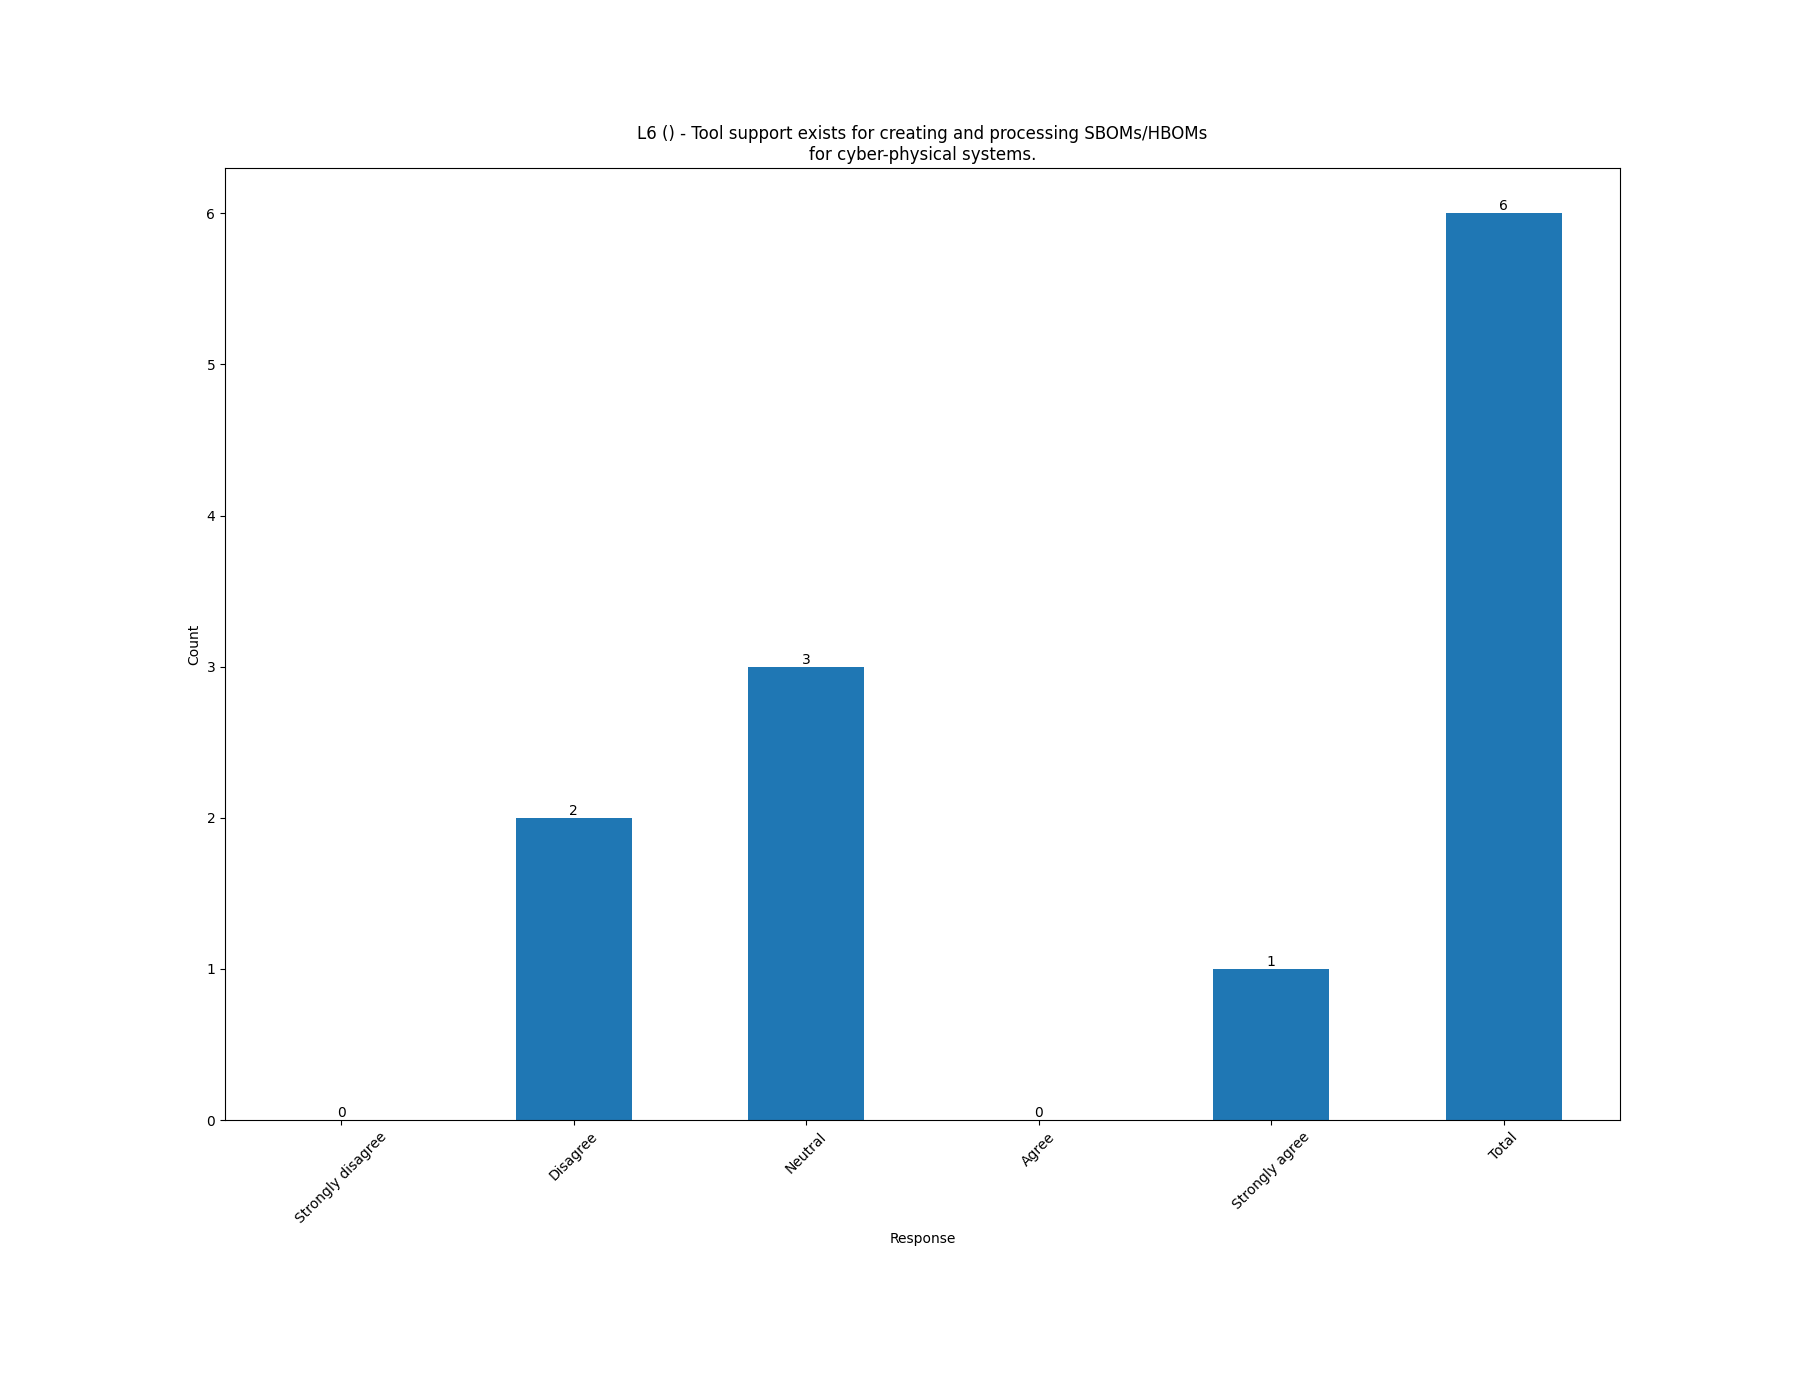 L6 () - Tool support exists for creating and processing SBOMs/HBOMs
for cyber-physical systems.
6
5
4
3
2
1
0
Count
0
2
3
0
1
6
Strongly disagree
Disagree
Neutral
Agree
Strongly agree
Total
Response